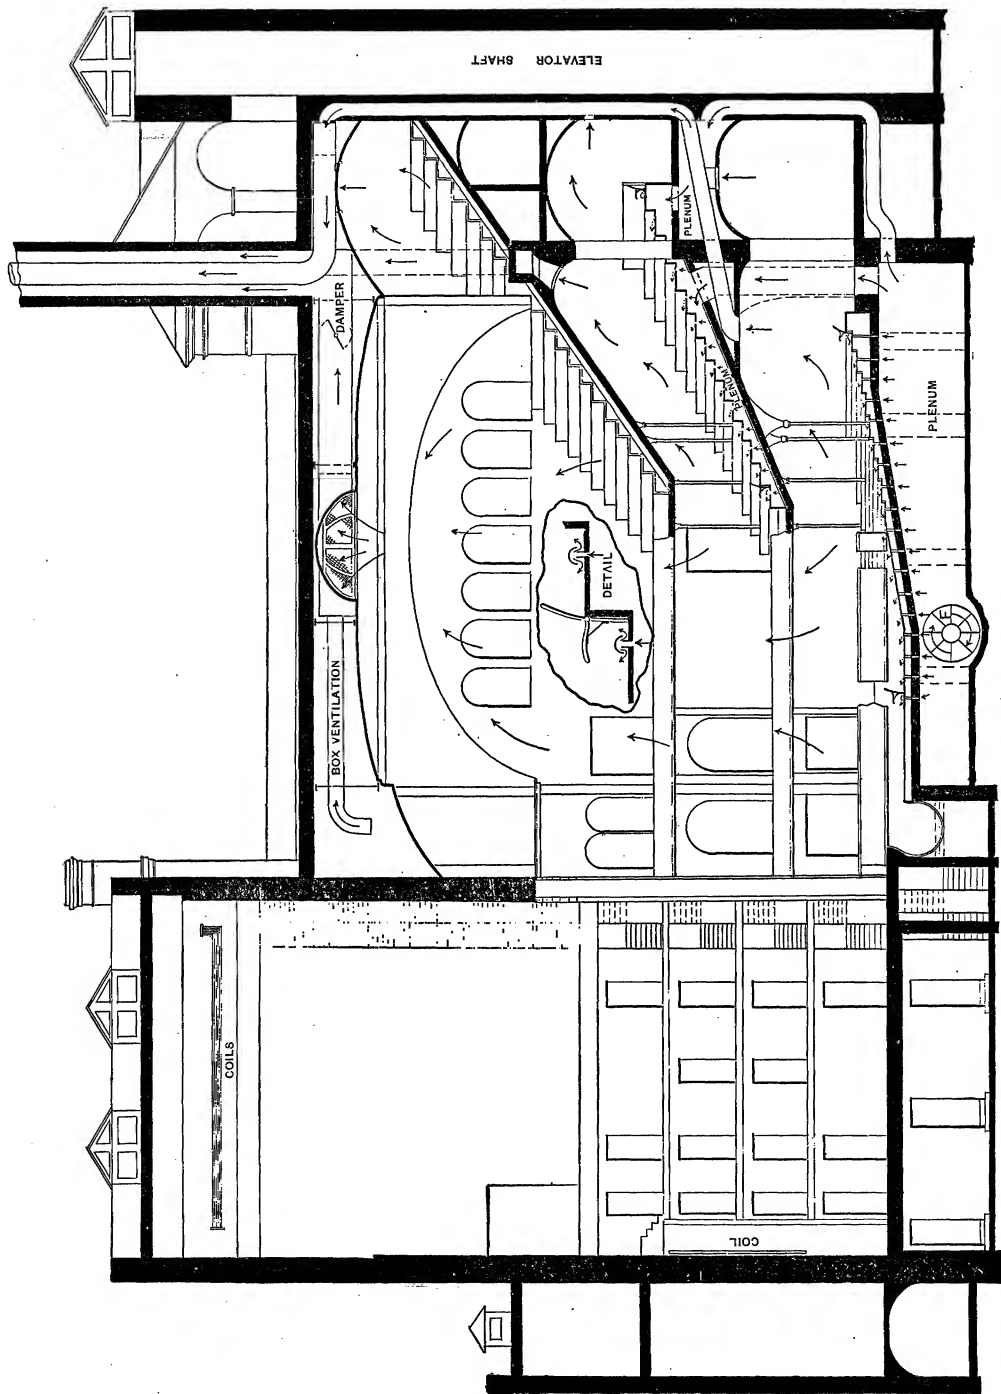 ELEVATOR SHAFT
DAMPER
PLENUM
PLENUM
PLENUM
BOX VENTILATION
DETAIL
F
COILS
COIL